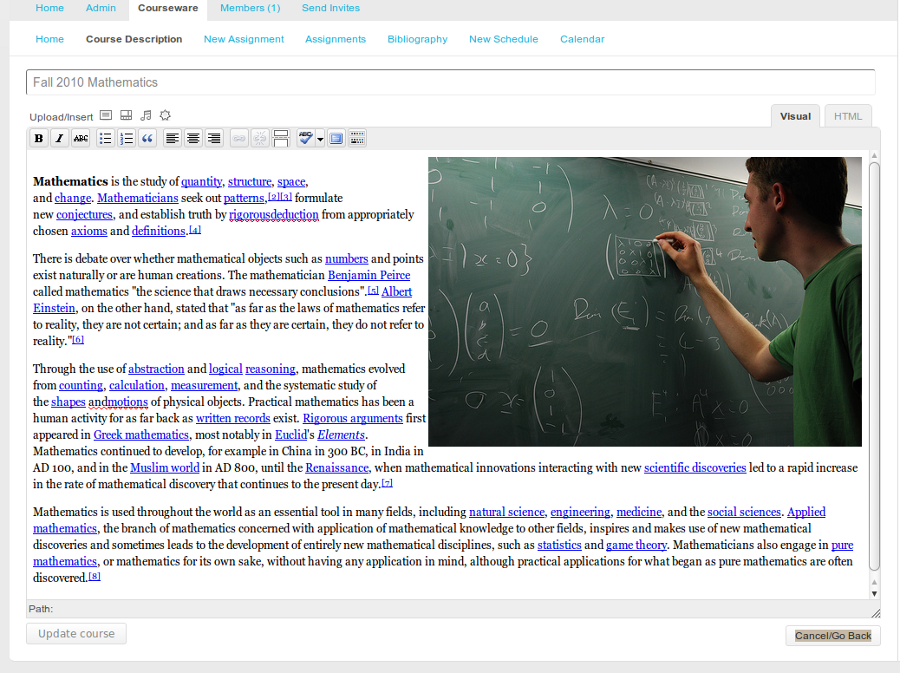 Home Admin Courseware Members (1) Send Invites
Home Course Description New Assignment Assignments Bibliography New Schedule Calendar
Fall 2010 Mathematics
Upload/Insert Visual HTML
B I ABC ABC
Mathematics is the study of quantity, structure, space,
and change. Mathematicians seek out patterns,[2][3] formulate
new conjectures, and establish truth by rigorousdeduction from appropriately
chosen axioms and definitions.[4]
There is debate over whether mathematical objects such as numbers and points
exist naturally or are human creations. The mathematician Benjamin Peirce
called mathematics "the science that draws necessary conclusions".[5] Albert
Einstein, on the other hand, stated that "as far as the laws of mathematics refer
to reality, they are not certain; and as far as they are certain, they do not refer to
reality."[6]
Through the use of abstraction and logical reasoning, mathematics evolved
from counting, calculation, measurement, and the systematic study of
the shapes andmotions of physical objects. Practical mathematics has been a
human activity for as far back as written records exist. Rigorous arguments first
appeared in Greek mathematics, most notably in Euclid's Elements.
Mathematics continued to develop, for example in China in 300 BC, in India in
AD 100, and in the Muslim world in AD 800, until the Renaissance, when mathematical innovations interacting with new scientific discoveries led to a rapid increase
in the rate of mathematical discovery that continues to the present day.[7]
Mathematics is used throughout the world as an essential tool in many fields, including natural science, engineering, medicine, and the social sciences. Applied
mathematics, the branch of mathematics concerned with application of mathematical knowledge to other fields, inspires and makes use of new mathematical
discoveries and sometimes leads to the development of entirely new mathematical disciplines, such as statistics and game theory. Mathematicians also engage in pure
mathematics, or mathematics for its own sake, without having any application in mind, although practical applications for what began as pure mathematics are often
discovered.[8]
Path:
Update course Cancel/Go Back
λ = 0